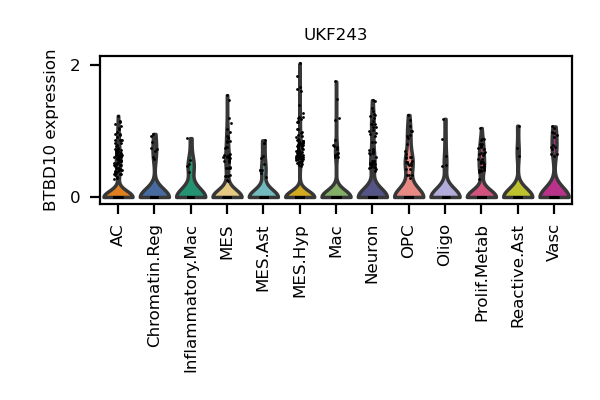 UKF243
BTBD10 expression
2
0
AC
Chromatin.Reg
Inflammatory.Mac
MES
MES.Ast
MES.Hyp
Mac
Neuron
OPC
Oligo
Prolif.Metab
Reactive.Ast
Vasc